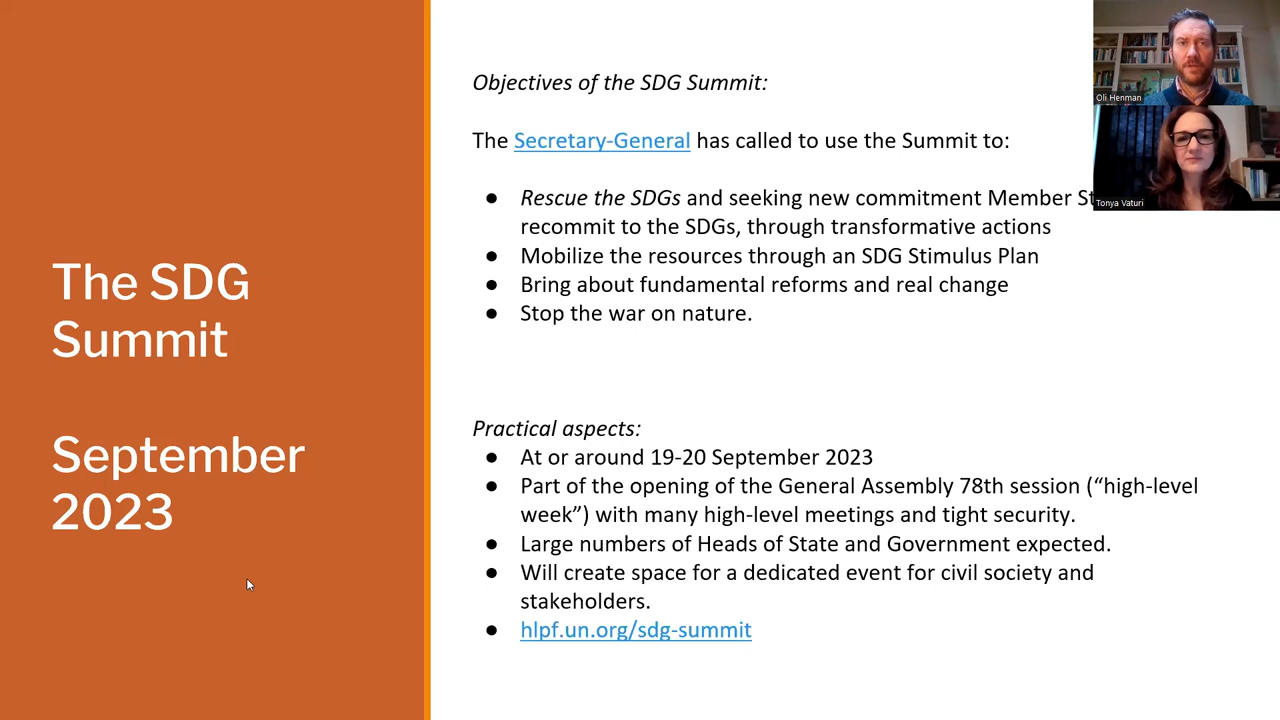 The SDG
Summit
September
2023
Objectives of the SDG Summit:
The Secretary-General has called to use the Summit to:
● Rescue the SDGs and seeking new commitment Member
recommit to the SDGs, through transformative actions
● Mobilize the resources through an SDG Stimulus Plan
● Bring about fundamental reforms and real change
● Stop the war on nature.
Practical aspects:
● At or around 19-20 September 2023
● Part of the opening of the General Assembly 78th session (“high-level
week”) with many high-level meetings and tight security.
● Large numbers of Heads of State and Government expected.
● Will create space for a dedicated event for civil society and
stakeholders.
● hlpf.un.org/sdg-summit
Oli Henman
Tonya Vaturi